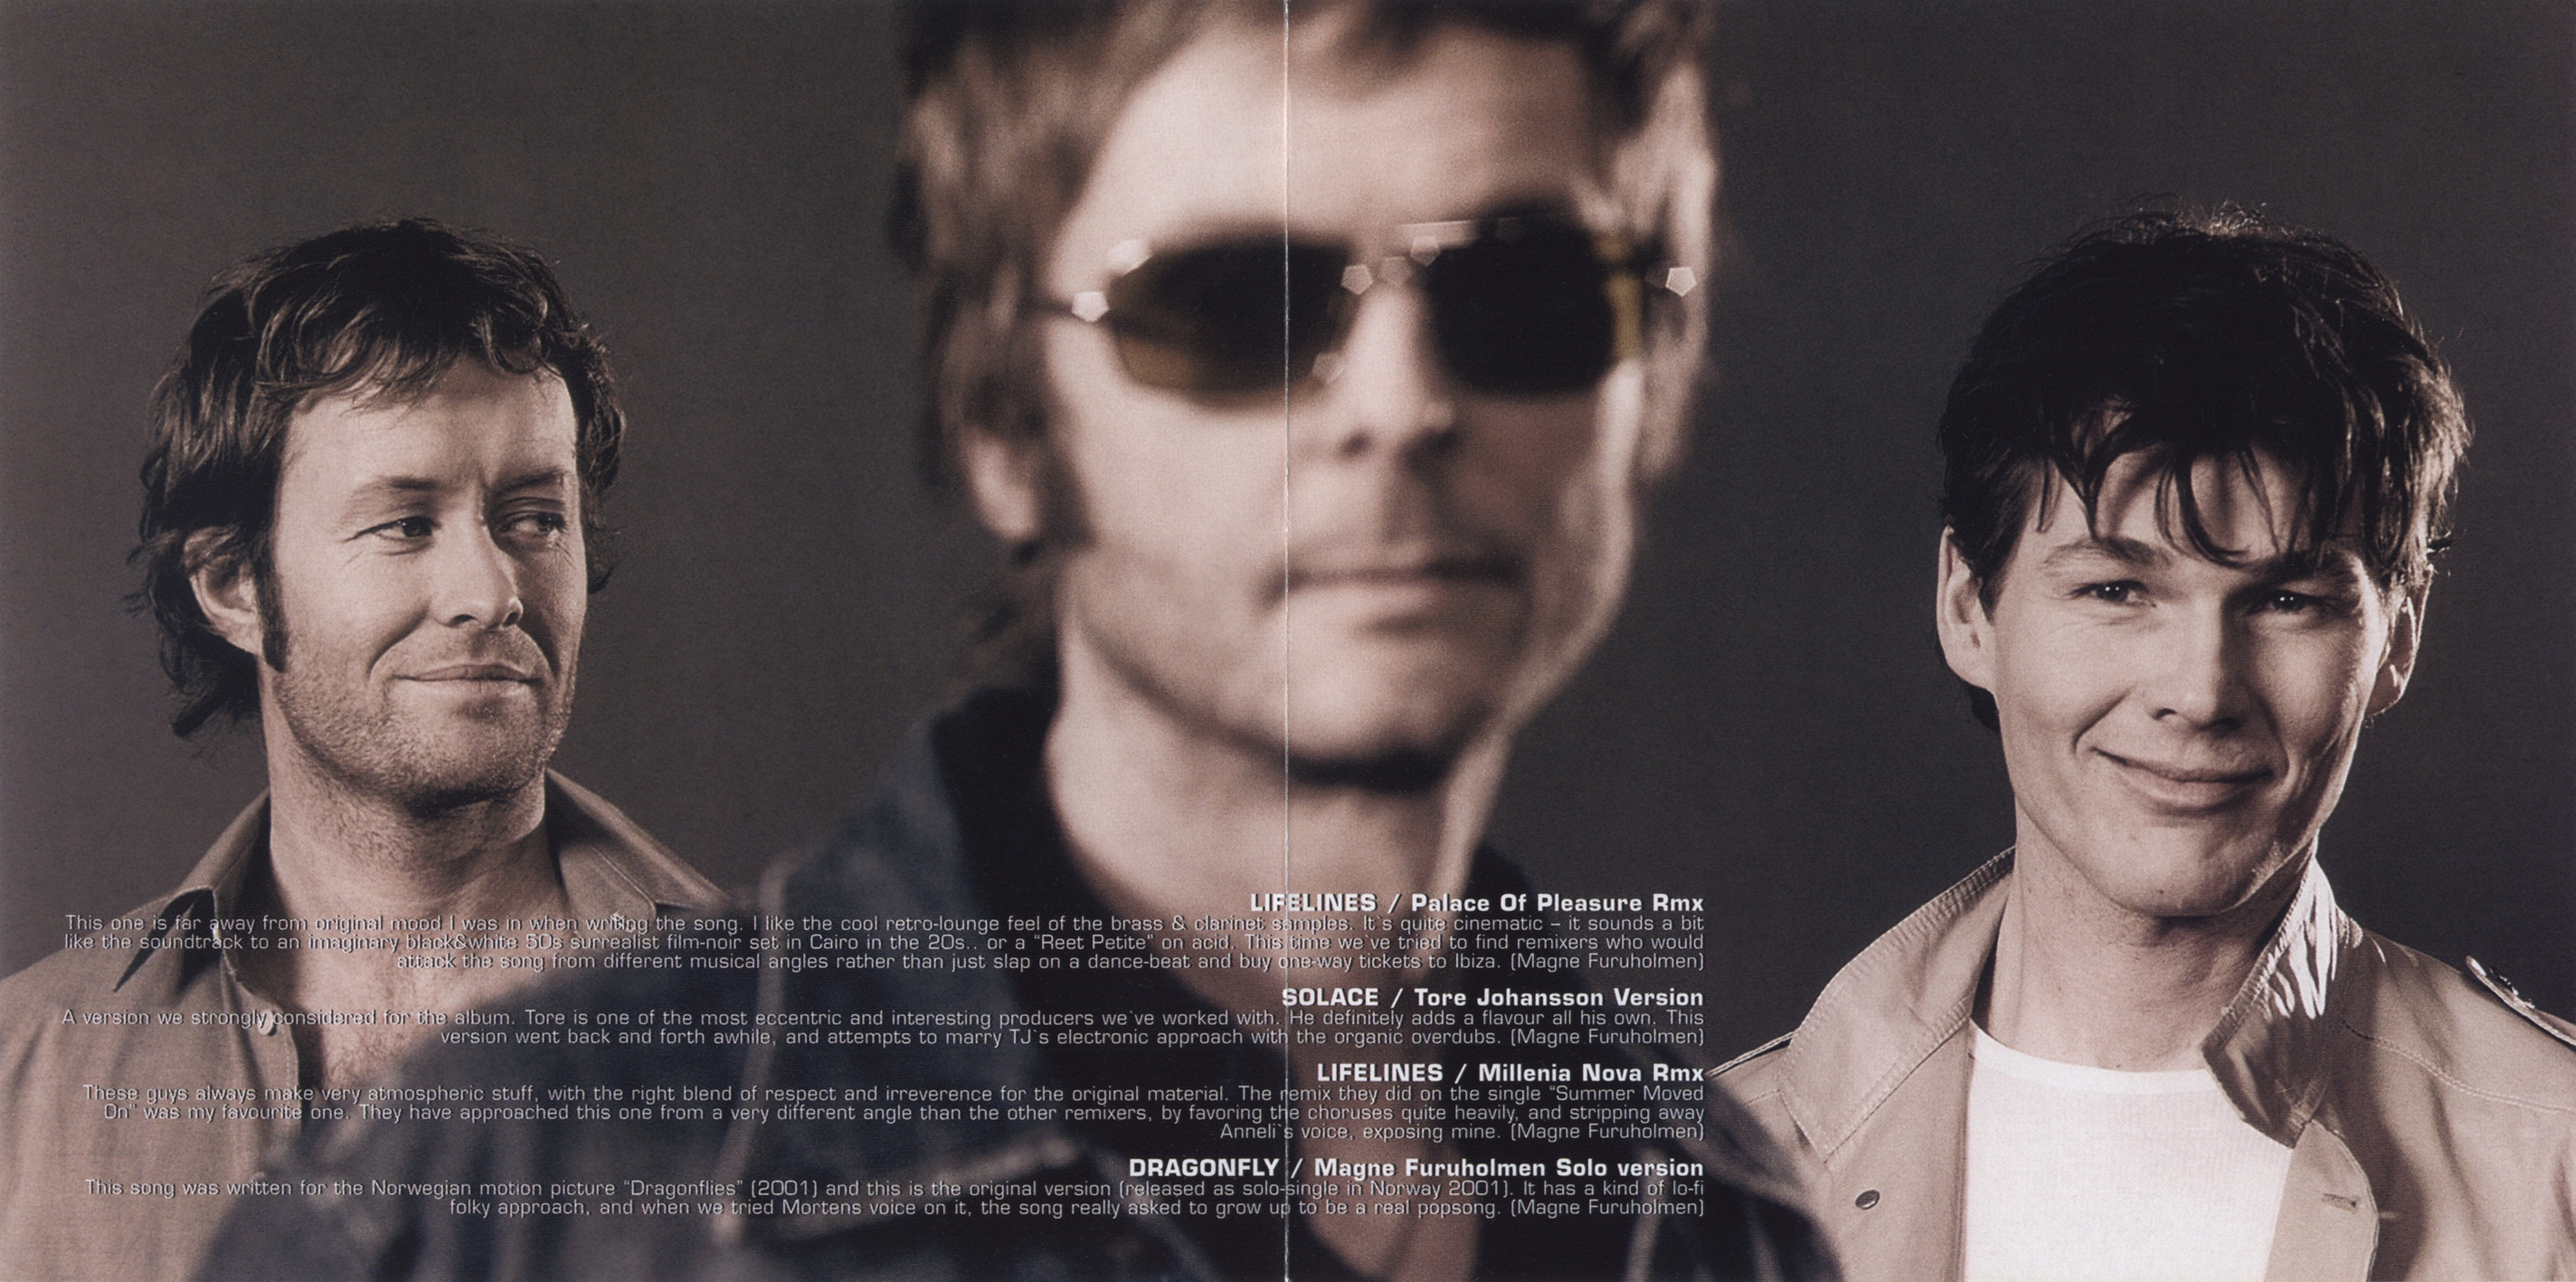 LIFELINES / Palace Of Pleasure Rmx
This one is far away from original mood I was in when writing the song. I like the cool retro-lounge feel of the brass & clarinet samples. It`s quite cinematic – it sounds a bit
like the soundtrack to an imaginary black&white 50s surrealist film-noir set in Cairo in the 20s.. or a “Reet Petite” on acid. This time we`ve tried to find remixers who would
attack the song from different musical angles rather than just slap on a dance-beat and buy one-way tickets to Ibiza. (Magne Furuholmen)
SOLACE / Tore Johansson Version
A version we strongly considered for the album. Tore is one of the most eccentric and interesting producers we`ve worked with. He definitely adds a flavour all his own. This
version went back and forth awhile, and attempts to marry TJ`s electronic approach with the organic overdubs. (Magne Furuholmen)
LIFELINES / Millenia Nova Rmx
These guys always make very atmospheric stuff, with the right blend of respect and irreverence for the original material. The remix they did on the single “Summer Moved
On” was my favourite one. They have approached this one from a very different angle than the other remixers, by favoring the choruses quite heavily, and stripping away
Anneli`s voice, exposing mine. (Magne Furuholmen)
DRAGONFLY / Magne Furuholmen Solo version
This song was written for the Norwegian motion picture “Dragonflies” (2001) and this is the original version (released as solo-single in Norway 2001). It has a kind of lo-fi
folky approach, and when we tried Mortens voice on it, the song really asked to grow up to be a real popsong. (Magne Furuholmen)